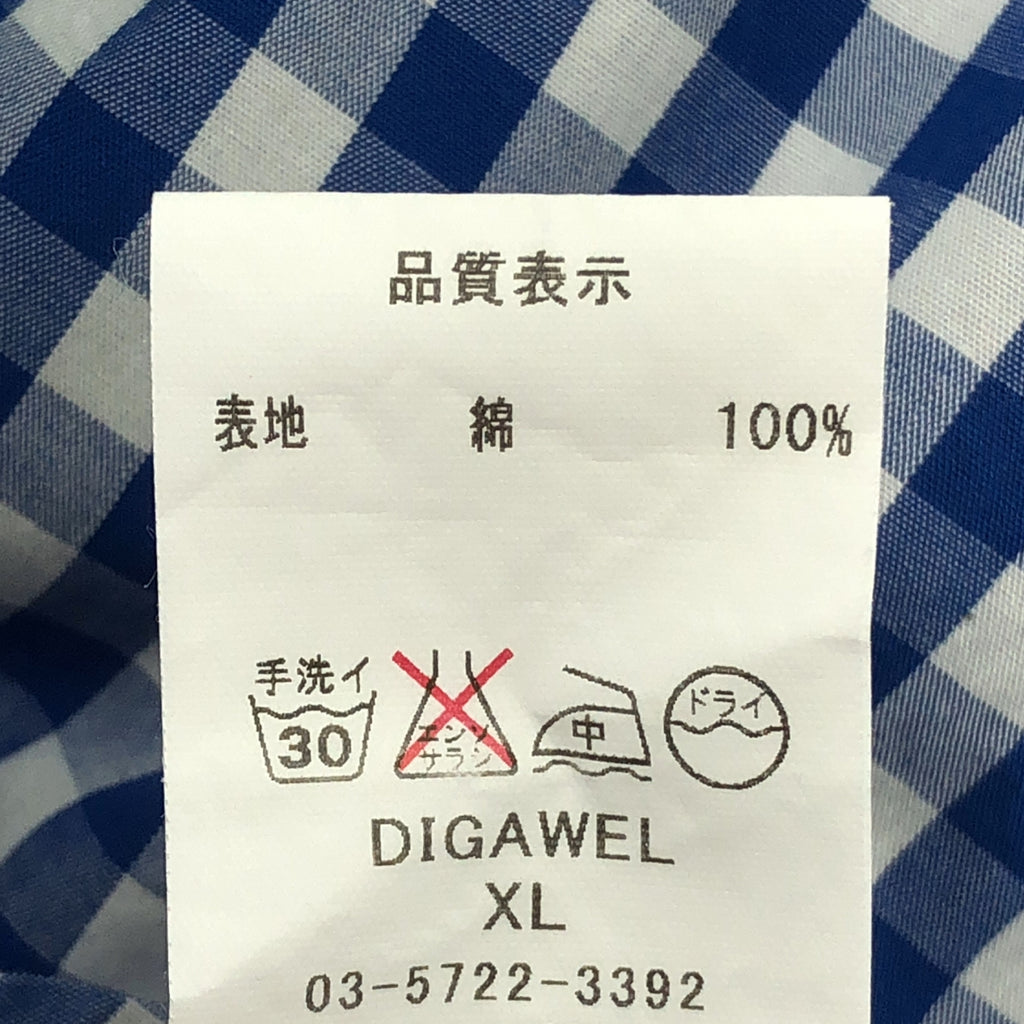 品質表示
表地 綿 100%
手洗イ
30
エンソ
サラシ
中
ドライ
DIGAWEL
XL
03-5722-3392